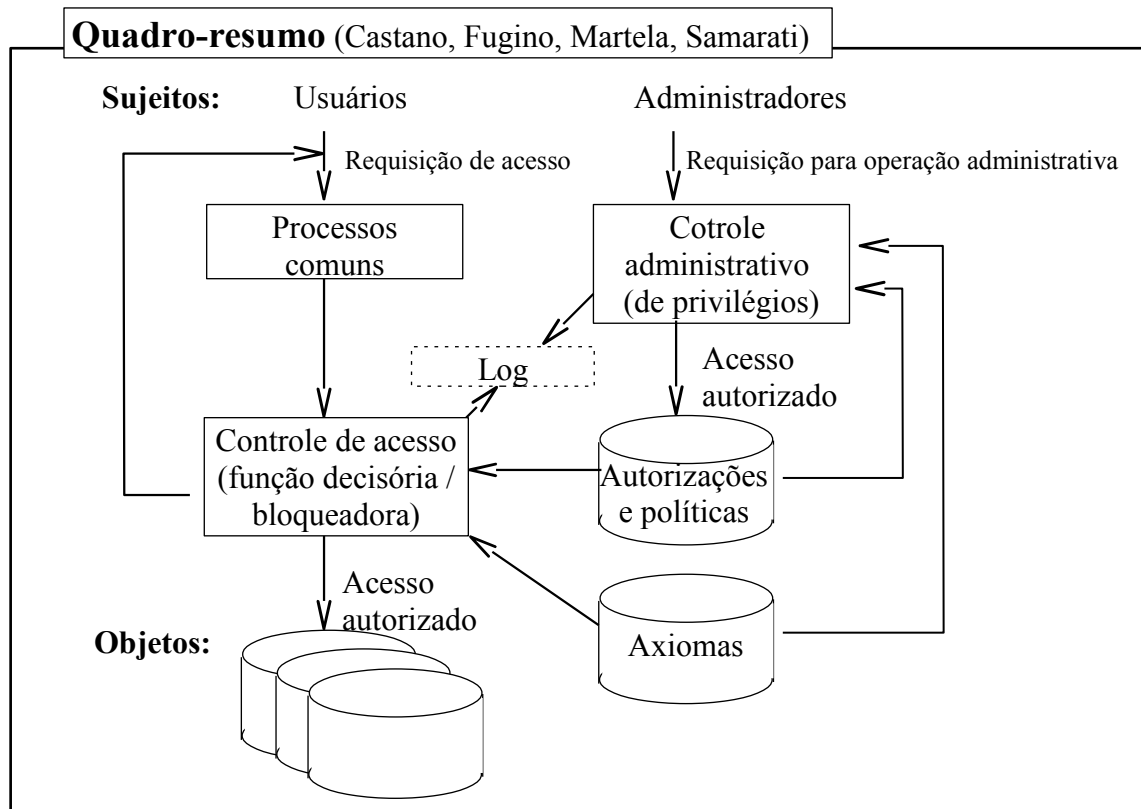 Quadro-resumo (Castano, Fugino, Martela, Samarati)
Sujeitos: Usuários Administradores
Requisição de acesso
Requisição para operação administrativa
Processos
comuns
Cotrole
administrativo
(de privilégios)
Log
Acesso
autorizado
Controle de acesso
(função decisória /
bloqueadora)
Autorizações
e políticas
Acesso
autorizado
Objetos:
Axiomas